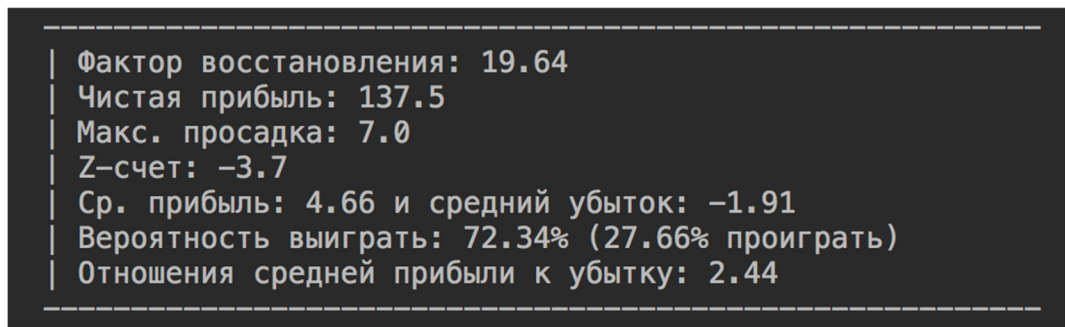 | Фактор восстановления: 19.64
| Чистая прибыль: 137.5
| Макс. просадка: 7.0
| Z-счет: -3.7
| Ср. прибыль: 4.66 и средний убыток: -1.91
| Вероятность выиграть: 72.34% (27.66% проиграть)
| Отношения средней прибыли к убытку: 2.44